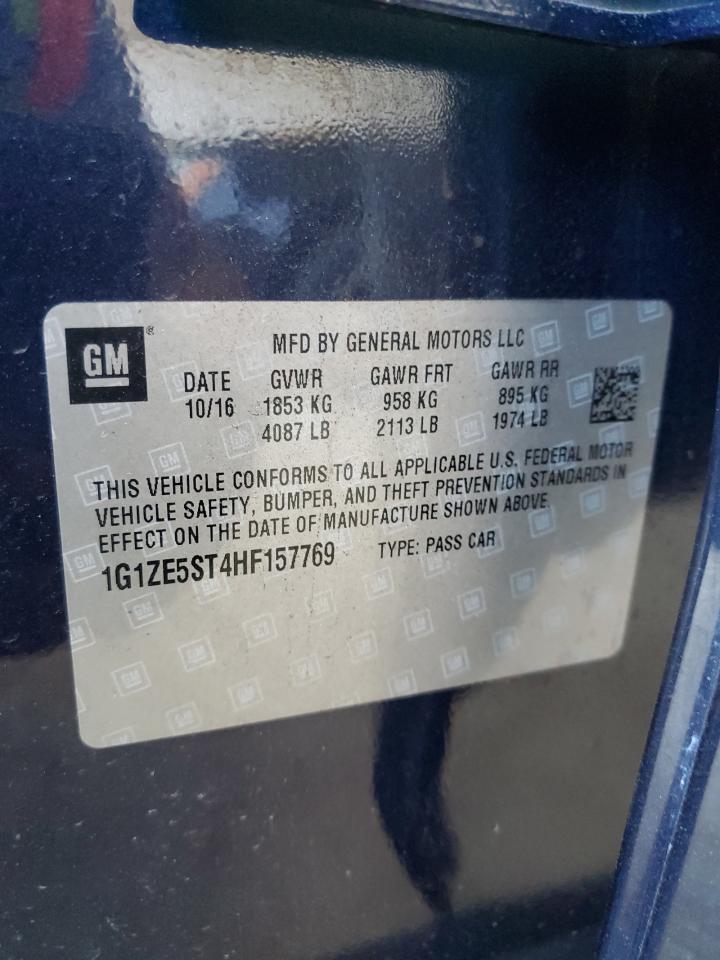 GM
MFD BY GENERAL MOTORS LLC
DATE GVWR GAWR FRT GAWR RR
10/16 1853 KG 958 KG 895 KG
4087 LB 2113 LB 1974 LB
THIS VEHICLE CONFORMS TO ALL APPLICABLE U.S. FEDERAL MOTOR
VEHICLE SAFETY, BUMPER, AND THEFT PREVENTION STANDARDS IN
EFFECT ON THE DATE OF MANUFACTURE SHOWN ABOVE.
1G1ZE5ST4HF157769 TYPE: PASS CAR